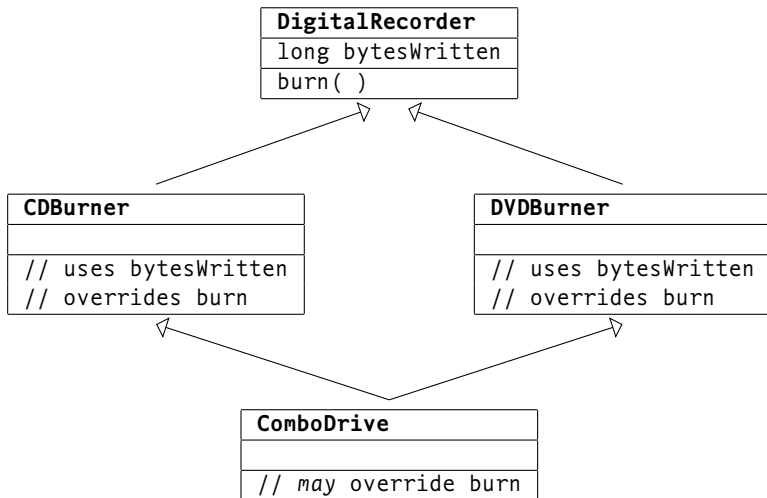 DigitalRecorder
long bytesWritten
burn( )
CDBurner
// uses bytesWritten
// overrides burn
DVDBurner
// uses bytesWritten
// overrides burn
ComboDrive
// may override burn